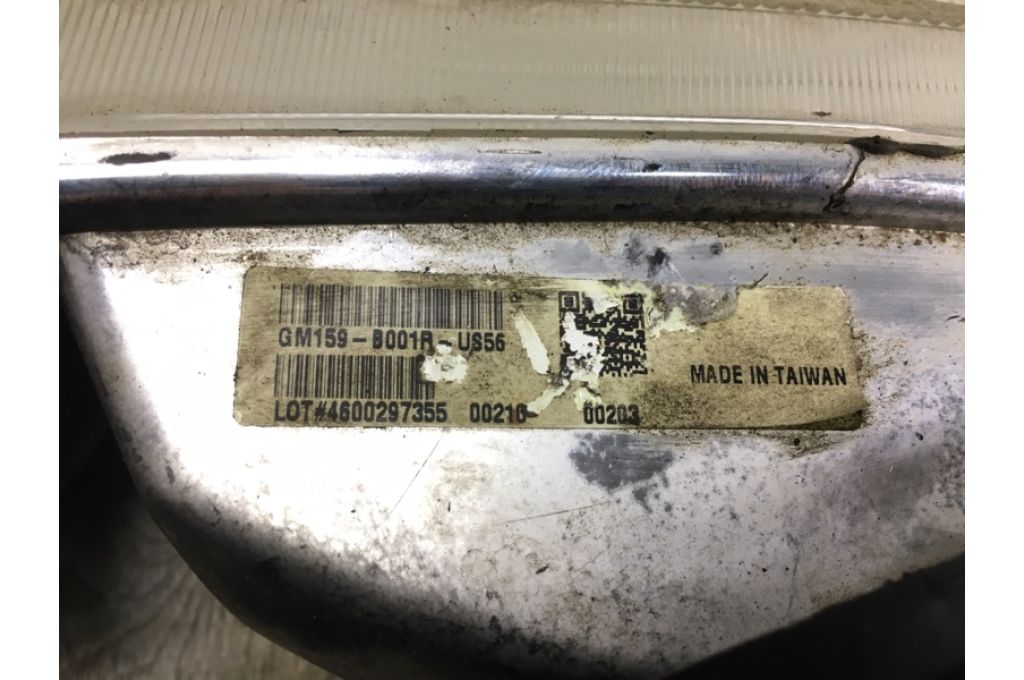 GM159-B001R-US56
LOT#4600297355 00210- 00203
MADE IN TAIWAN